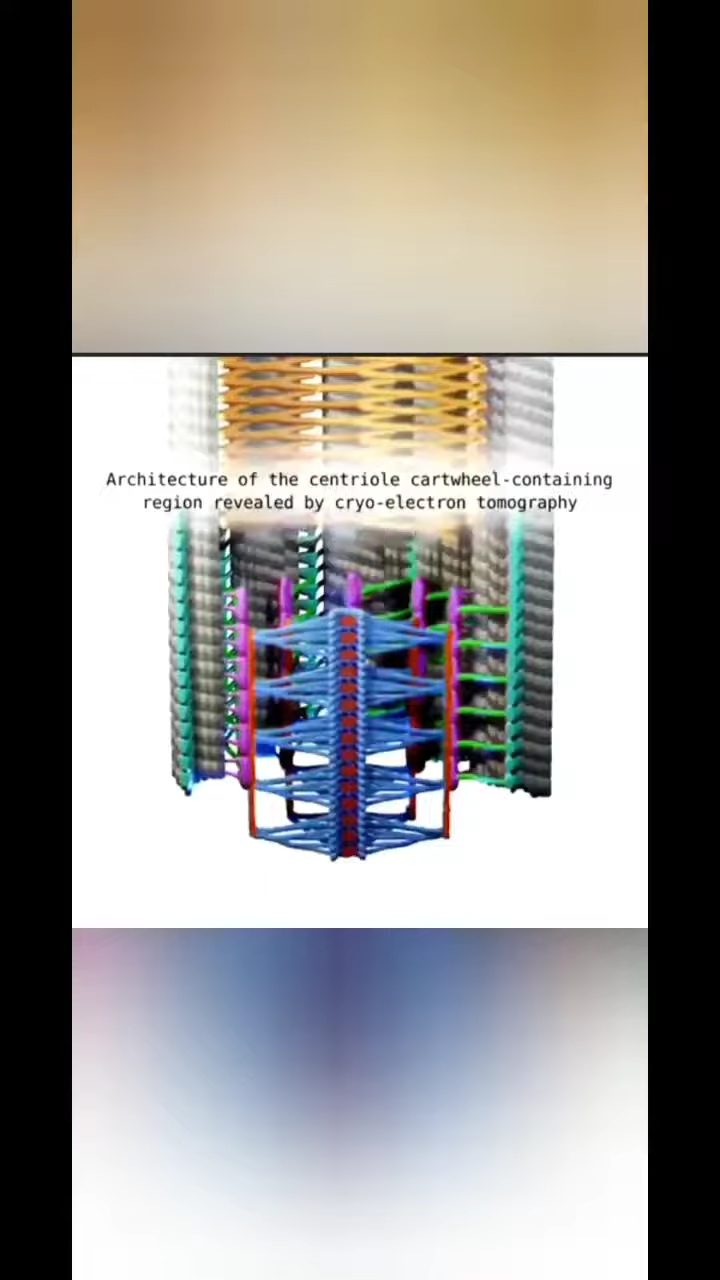 Architecture of the centriole cartwheel-containing
region revealed by cryo-electron tomography